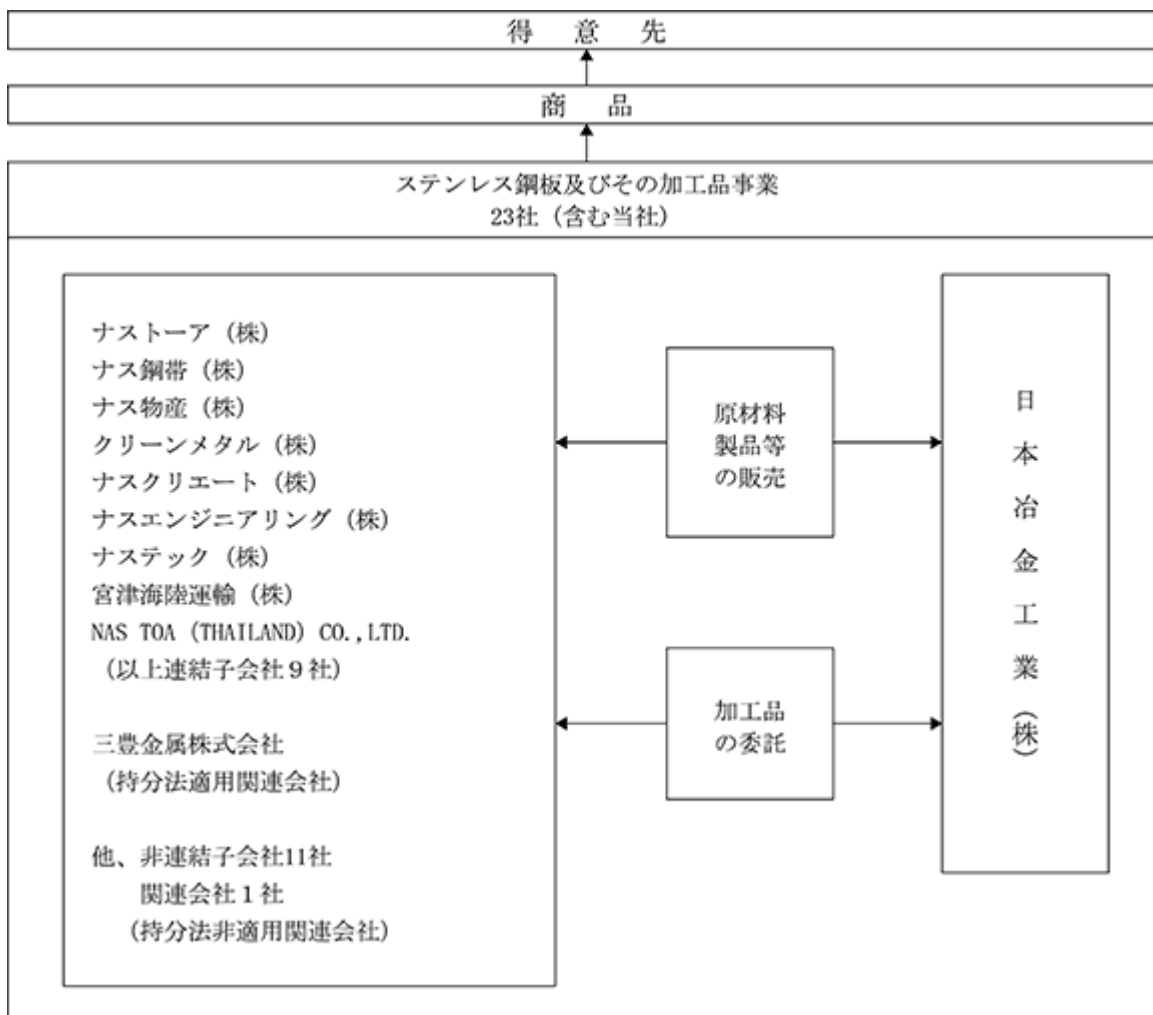 得意先
商品
ステンレス鋼板及びその加工品事業
23社（含む当社）
ナストーア（株）
ナス鋼帯（株）
ナス物産（株）
クリーンメタル（株）
ナスクリエート（株）
ナスエンジニアリング（株）
ナステック（株）
宮津海陸運輸（株）
NAS TOA (THAILAND) CO.,LTD.
（以上連結子会社９社）
三豊金属株式会社
（持分法適用関連会社）
他、非連結子会社11社
関連会社１社
（持分法非適用関連会社）
原材料
製品等
の販売
加工品
の委託
日本冶金工業（株）